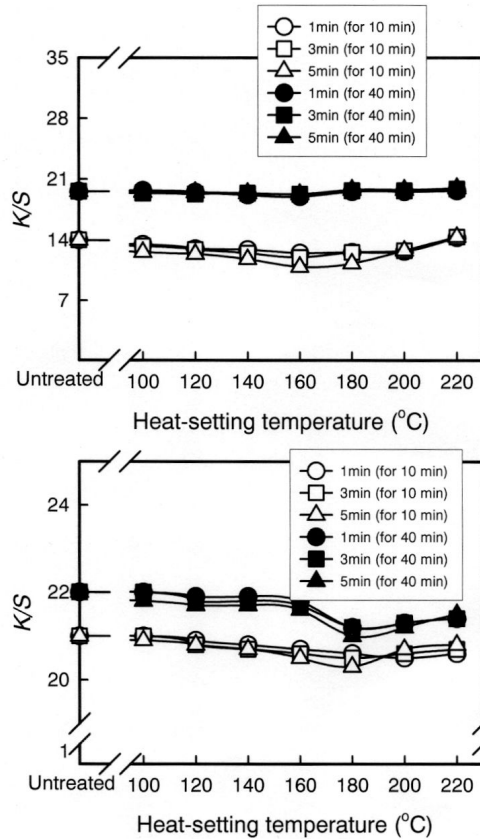 1min (for 10 min)
3min (for 10 min)
5min (for 10 min)
1min (for 40 min)
3min (for 40 min)
5min (for 40 min)
35
28
21
14
7
K/S
Untreated 100 120 140 160 180 200 220
Heat-setting temperature (°C)
1min (for 10 min)
3min (for 10 min)
5min (for 10 min)
1min (for 40 min)
3min (for 40 min)
5min (for 40 min)
24
22
20
1
K/S
Untreated 100 120 140 160 180 200 220
Heat-setting temperature (°C)